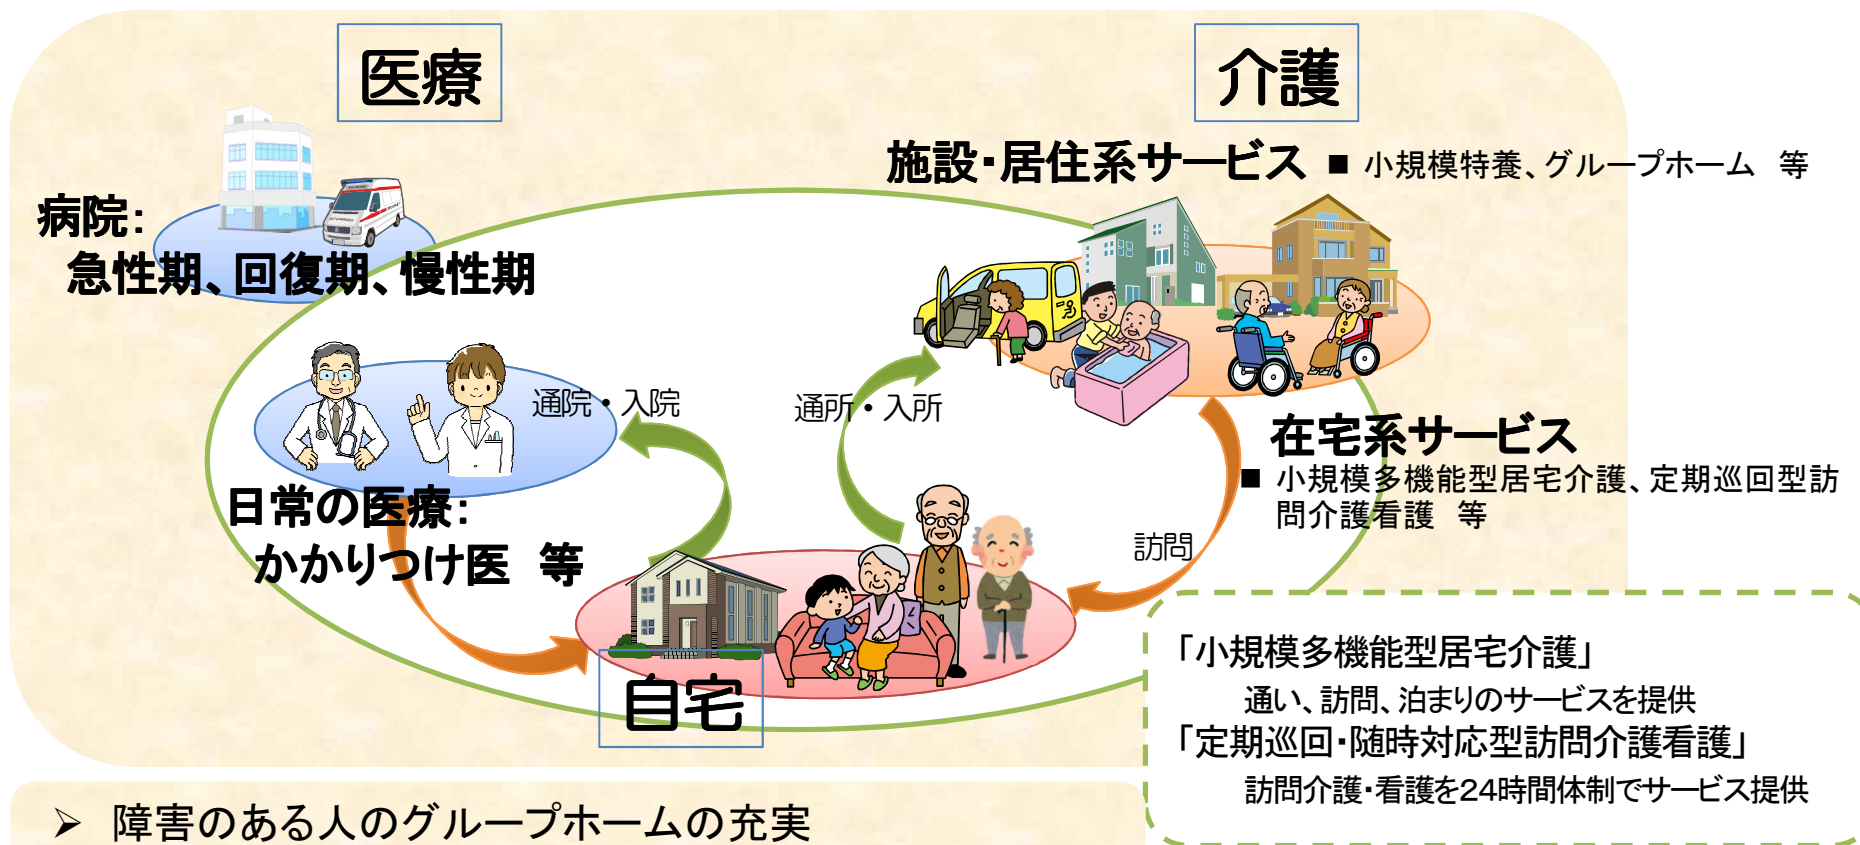 医療
介護
施設・居住系サービス ■ 小規模特養、グループホーム　等
病院：
急性期、回復期、慢性期
通院・入院
通所・入所
在宅系サービス
■ 小規模多機能型居宅介護、定期巡回型訪
問介護看護　等
日常の医療：
かかりつけ医　等
訪問
自宅
「小規模多機能型居宅介護」
通い、訪問、泊まりのサービスを提供
「定期巡回・随時対応型訪問介護看護」
訪問介護・看護を24時間体制でサービス提供
➢ 障害のある人のグループホームの充実